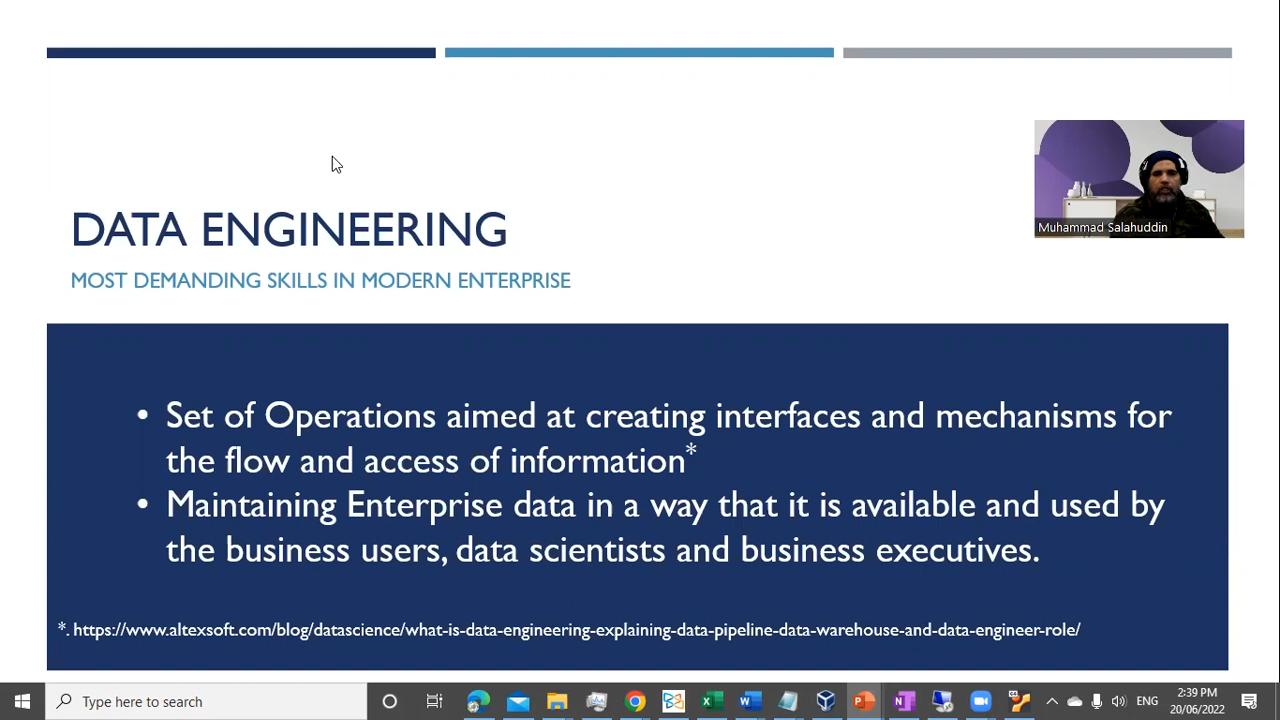 Muhammad Salahuddin
DATA ENGINEERING
MOST DEMANDING SKILLS IN MODERN ENTERPRISE
• Set of Operations aimed at creating interfaces and mechanisms for
the flow and access of information*
• Maintaining Enterprise data in a way that it is available and used by
the business users, data scientists and business executives.
*. https://www.altexsoft.com/blog/datascience/what-is-data-engineering-explaining-data-pipeline-data-warehouse-and-data-engineer-role/
Type here to search
ENG
2:39 PM
20/06/2022